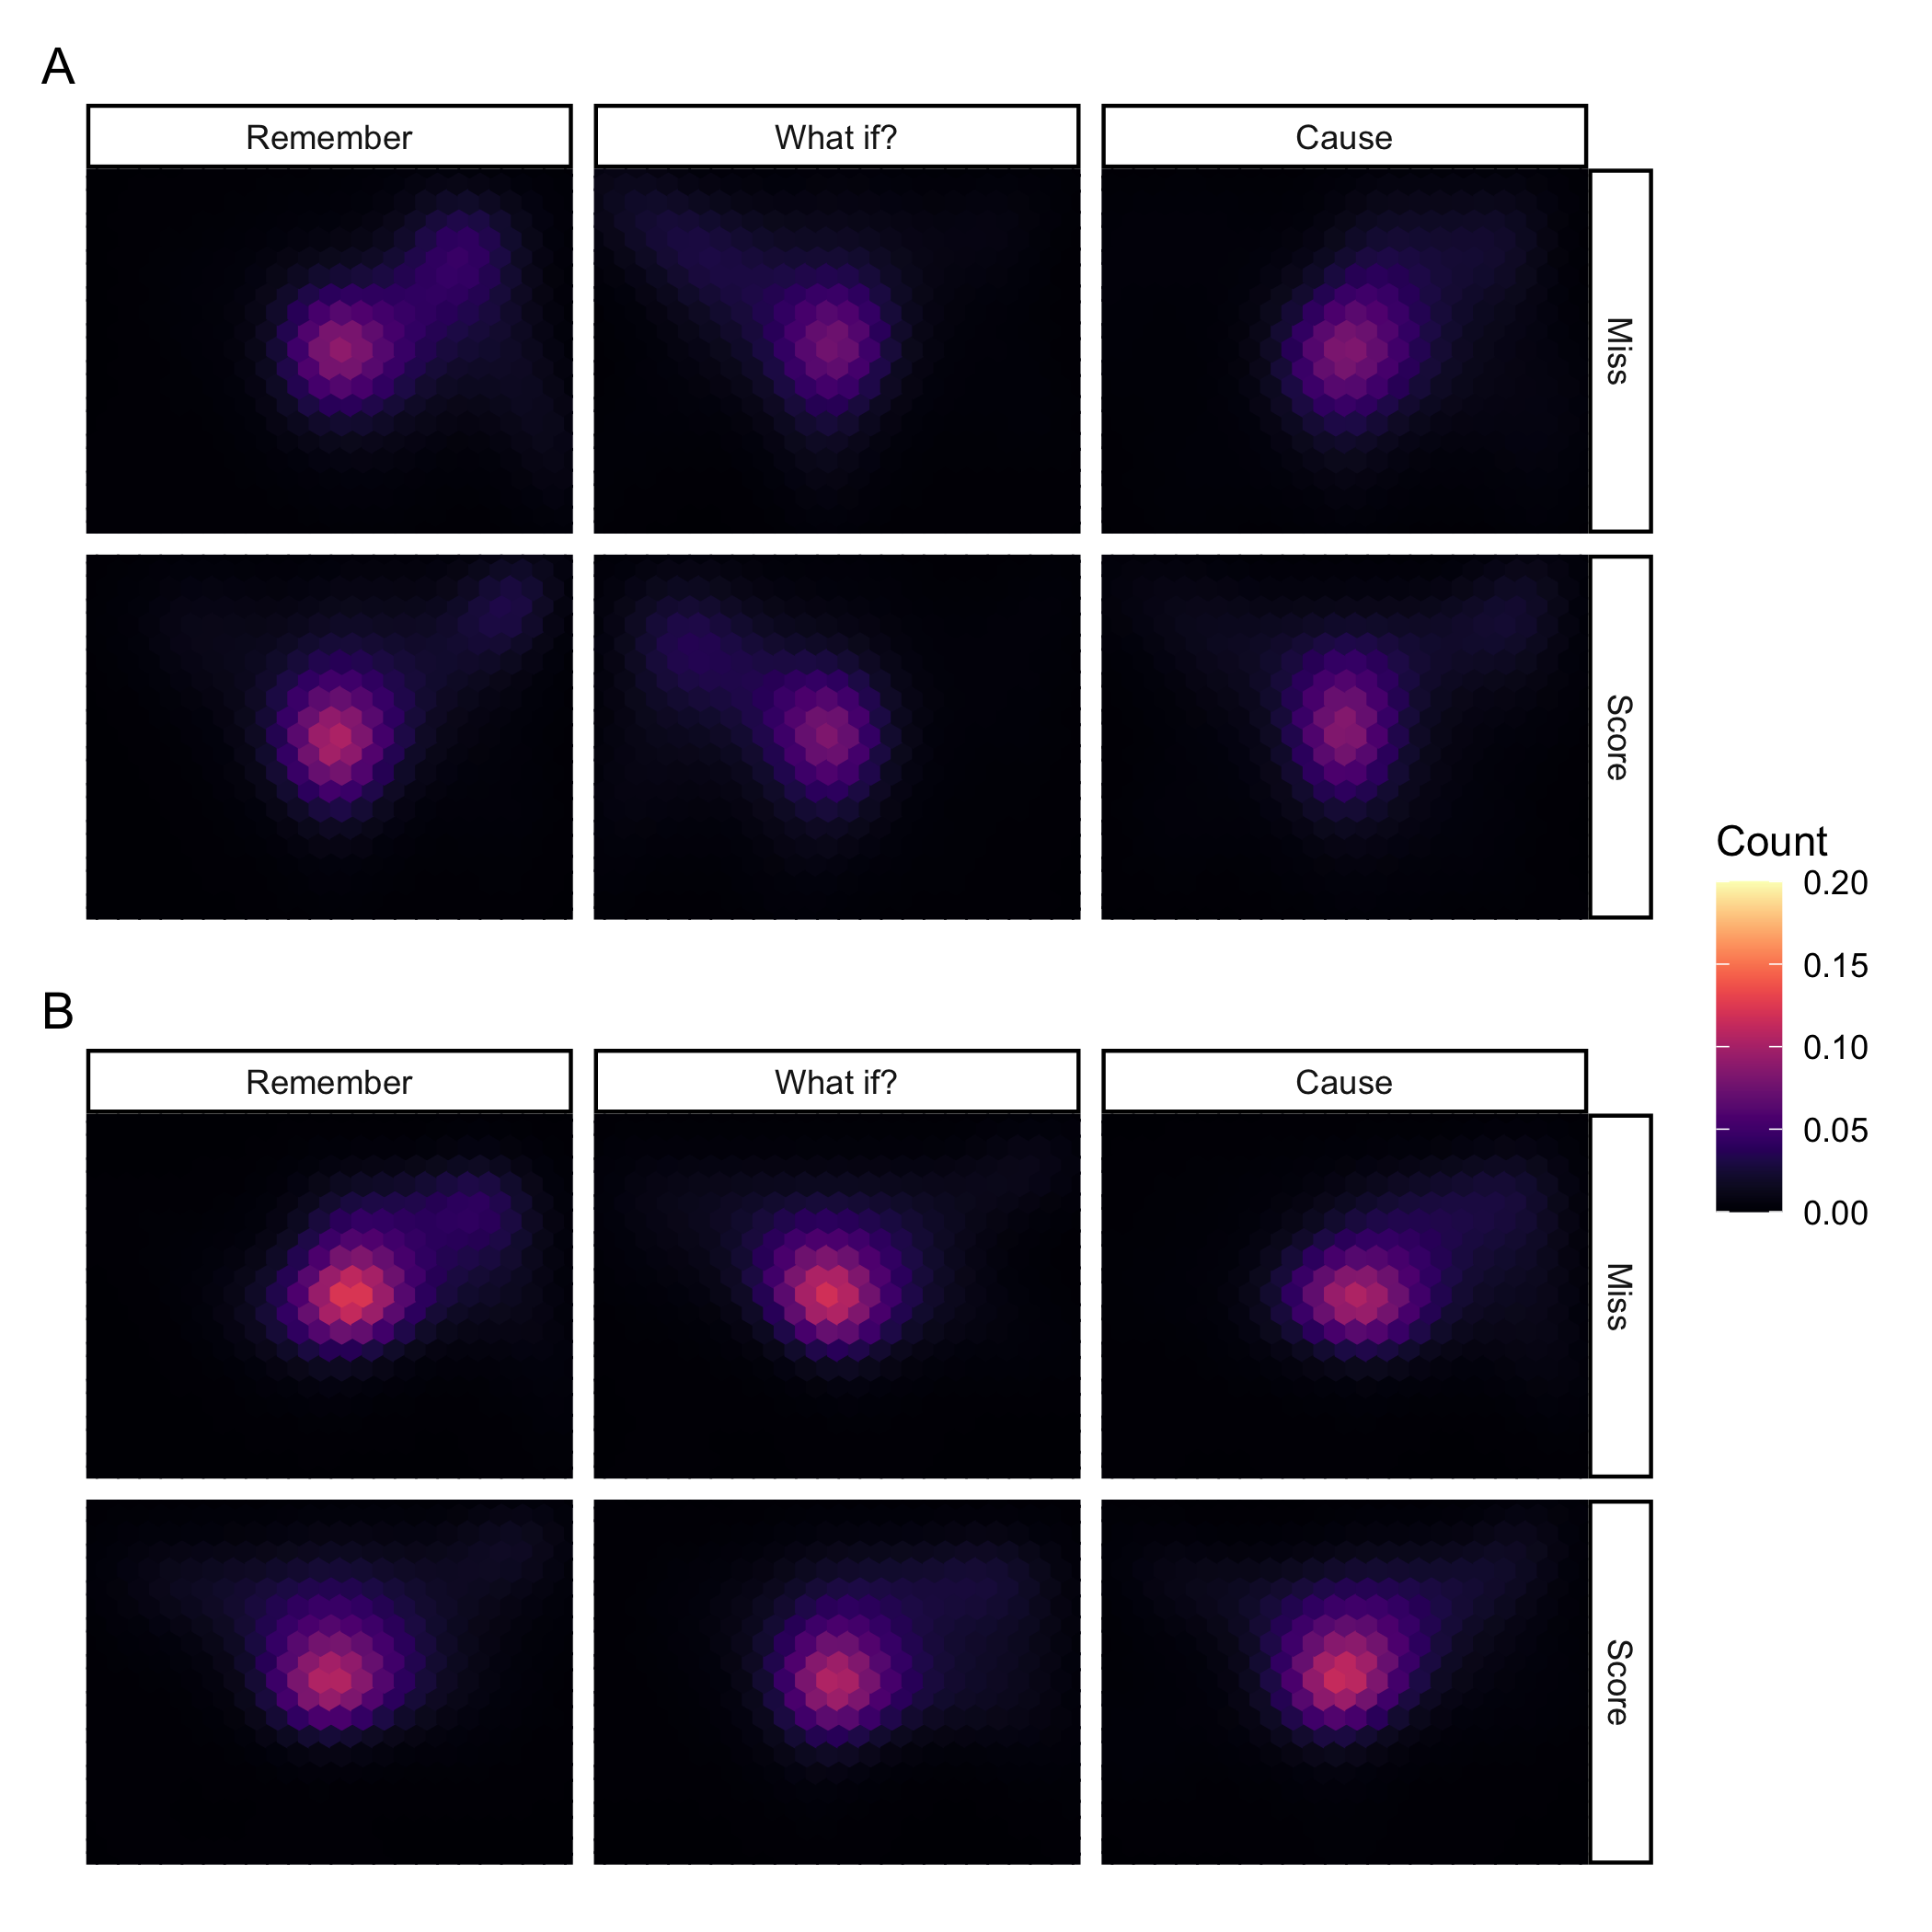 A
Remember
What if?
Cause
Miss
Score
Count
0.20
0.15
0.10
0.05
0.00
B
Remember
What if?
Cause
Miss
Score